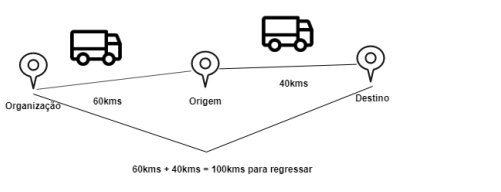 40kms
60kms
Organização
Origem
Destino
60kms + 40kms = 100kms para regressar